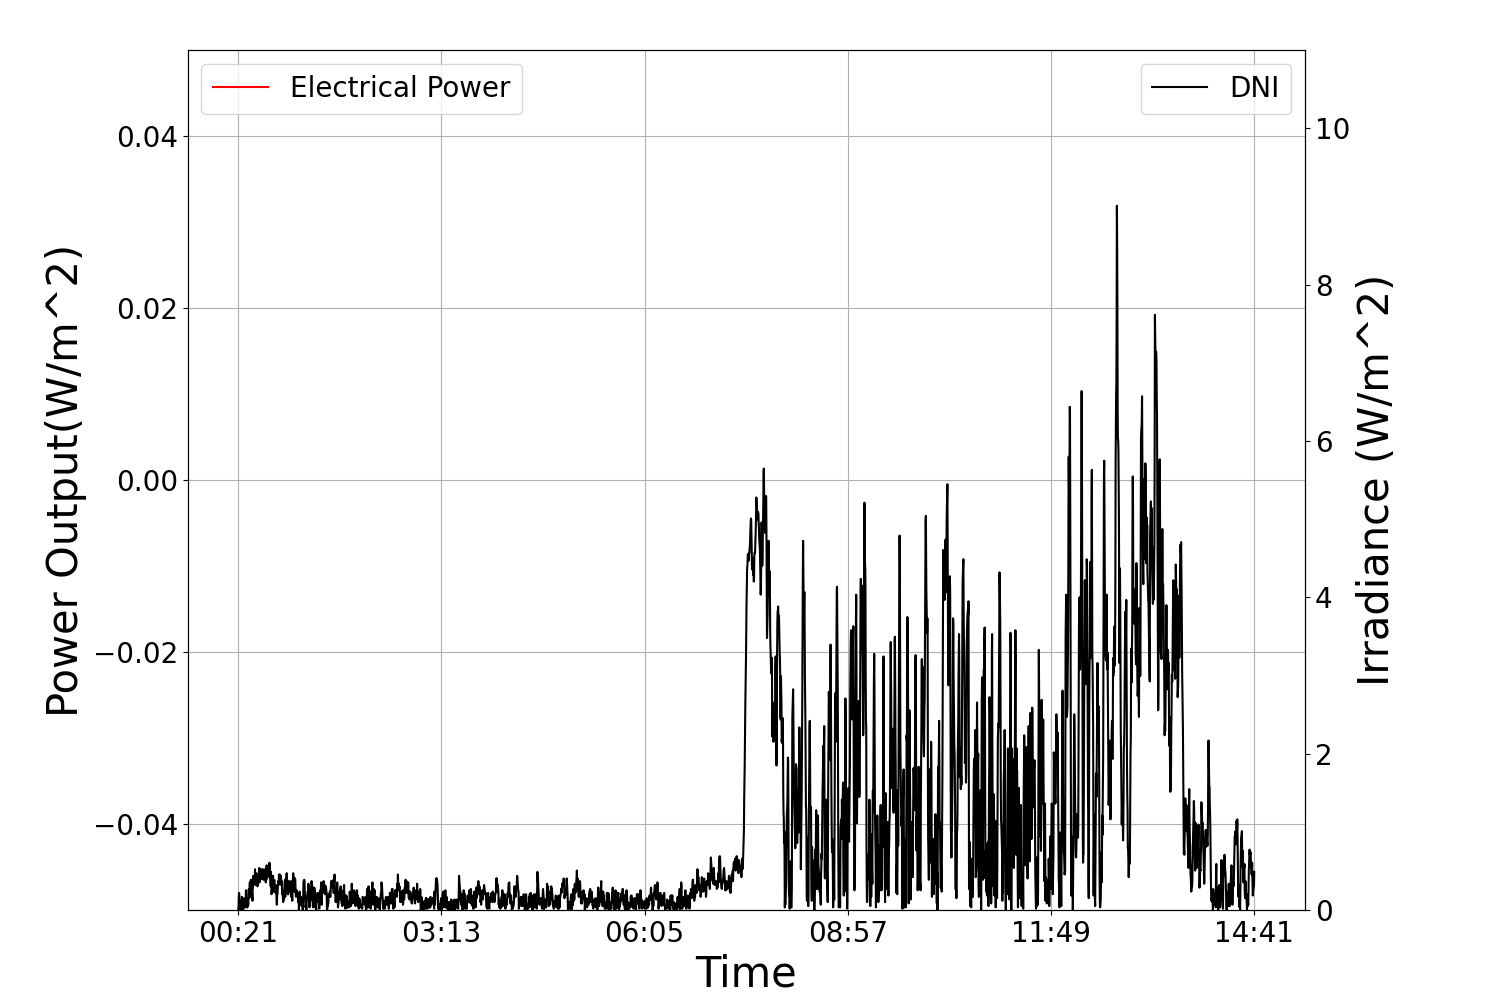 Electrical Power
DNI
0.04
0.02
0.00
−0.02
−0.04
10
8
6
4
2
0
Power Output(W/m^2)
Irradiance (W/m^2)
00:21 03:13 06:05 08:57 11:49 14:41
Time